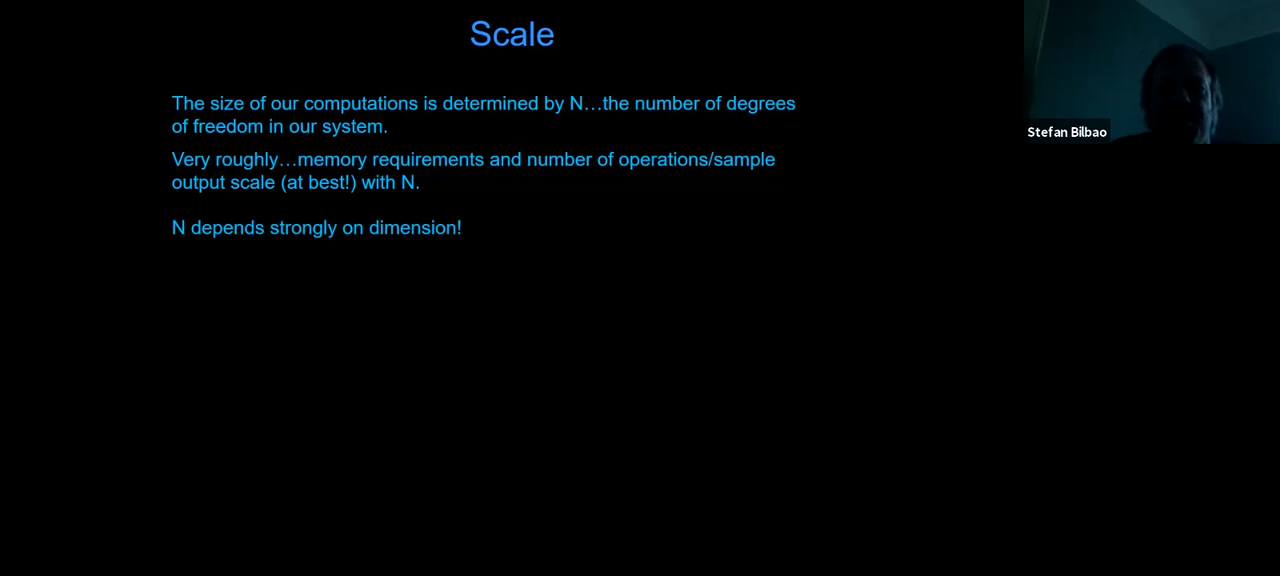 Scale
The size of our computations is determined by N…the number of degrees
of freedom in our system.
Very roughly…memory requirements and number of operations/sample
output scale (at best!) with N.
N depends strongly on dimension!
Stefan Bilbao